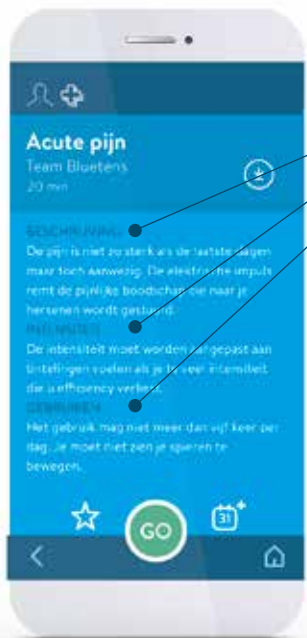 Acute pijn
Team Bluetens
20 min
BESCHRIJVING
De pijn is niet zo sterk als de laatste dagen
maar toch aanwezig. De elektrische impuls
remt de pijnlijke boodschap die naar je
hersenen wordt gestuurd.
INTENSITEIT
De intensiteit moet worden aangepast aan
tintelingen voelen als je te veel intensiteit
die u efficiency verliest.
GEBRUIKEN
Het gebruik mag niet meer dan vijf keer per
dag. Je moet niet zien je spieren te
bewegen.
GO
31